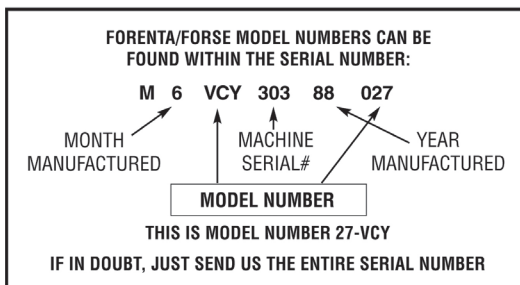 FORENTA/FORSE MODEL NUMBERS CAN BE
FOUND WITHIN THE SERIAL NUMBER:
M 6 VCY 303 88 027
MONTH
MANUFACTURED
MACHINE
SERIAL#
YEAR
MANUFACTURED
MODEL NUMBER
THIS IS MODEL NUMBER 27-VCY
IF IN DOUBT, JUST SEND US THE ENTIRE SERIAL NUMBER